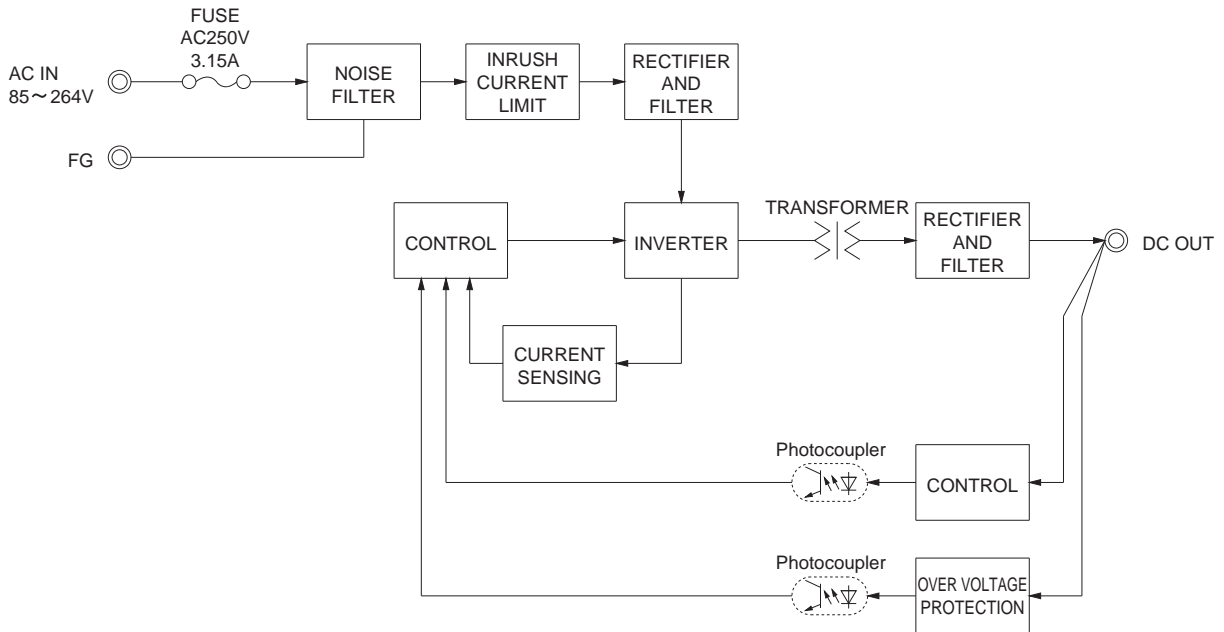 FUSE
AC250V
3.15A
AC IN
85～264V
NOISE
FILTER
INRUSH
CURRENT
LIMIT
RECTIFIER
AND
FILTER
FG
CONTROL
INVERTER
TRANSFORMER
RECTIFIER
AND
FILTER
DC OUT
CURRENT
SENSING
Photocoupler
CONTROL
Photocoupler
OVER VOLTAGE
PROTECTION